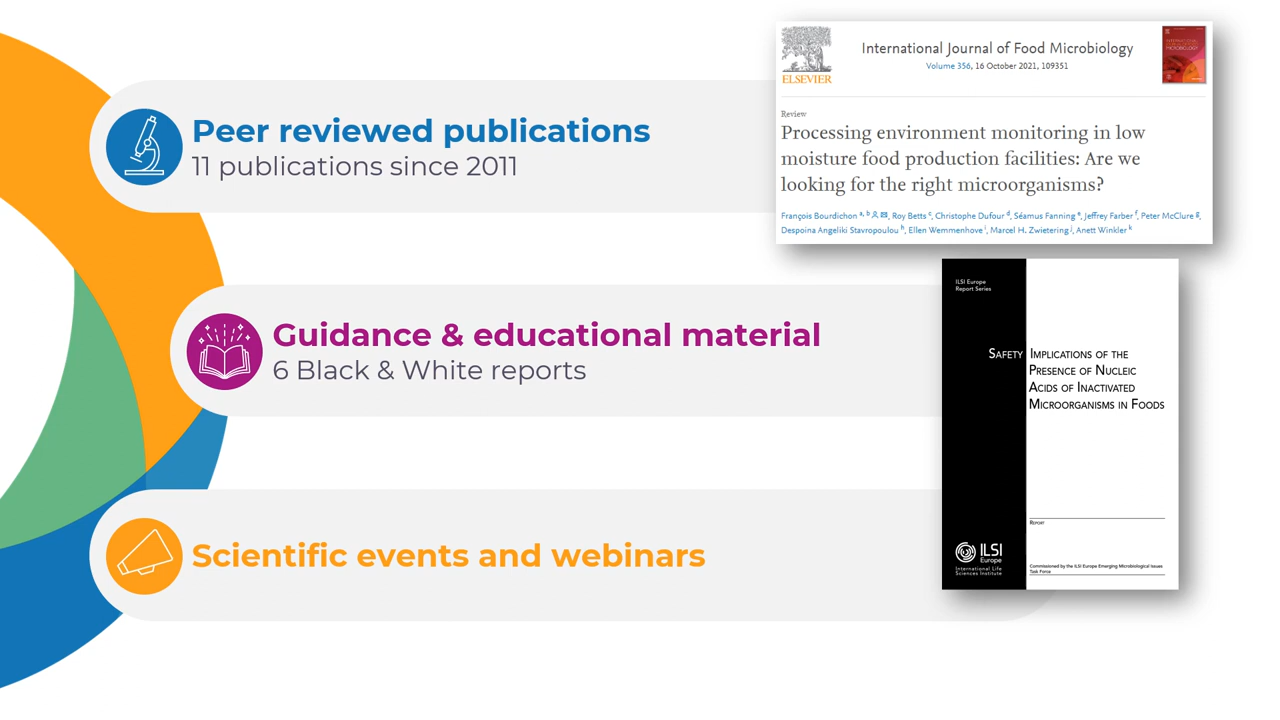 Peer reviewed publications
11 publications since 2011
Guidance & educational material
6 Black & White reports
Scientific events and webinars
ELSEVIER
International Journal of Food Microbiology
Volume 356, 16 October 2021, 109351
Review
Processing environment monitoring in low
moisture food production facilities: Are we
looking for the right microorganisms?
François Bourdichon a, b, Roy Betts c, Christophe Dufour d, Séamus Fanning e, Jeffrey Farber f, Peter McClure g,
Despoina Angeliki Stavropoulou h, Ellen Wemmenhove i, Marcel H. Zwietering j, Anett Winkler k
ILSI Europe
Report Series
Safety Implications of the
Presence of Nucleic
Acids of Inactivated
Microorganisms in Foods
Report
ILSI
Europe
International Life
Sciences Institute
Commissioned by the ILSI Europe Emerging Microbiological Issues
Task Force